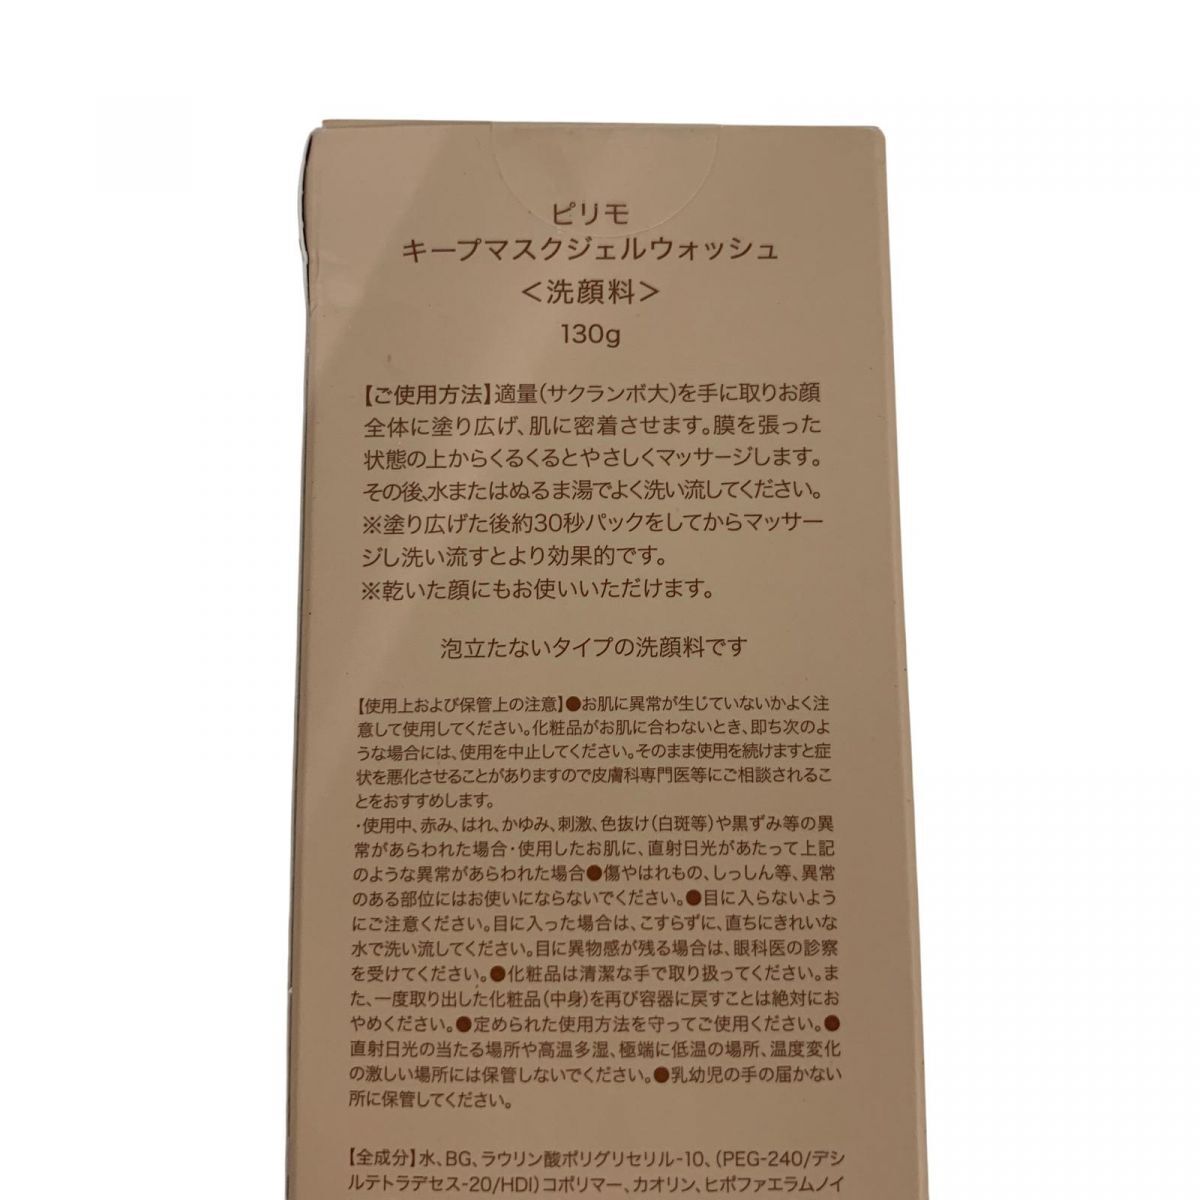 ピリモ
キープマスクジェルウォッシュ
＜洗顔料＞
130g
【ご使用方法】適量(サクランボ大)を手に取りお顔
全体に塗り広げ、肌に密着させます。膜を張った
状態の上からくるくるとやさしくマッサージします。
その後、水またはぬるま湯でよく洗い流してください。
※塗り広げた後約30秒パックをしてからマッサー
ジし洗い流すとより効果的です。
※乾いた顔にもお使いいただけます。
泡立たないタイプの洗顔料です
【使用上および保管上の注意】●お肌に異常が生じていないかよく注
意して使用してください。化粧品がお肌に合わないとき、即ち次のよ
うな場合には、使用を中止してください。そのまま使用を続けますと症
状を悪化させることがありますので皮膚科専門医等にご相談されるこ
とをおすすめします。
・使用中、赤み、はれ、かゆみ、刺激、色抜け(白斑等)や黒ずみ等の異
常があらわれた場合・使用したお肌に、直射日光があたって上記
のような異常があらわれた場合●傷やはれもの、しっしん等、異常
のある部位にはお使いにならないでください。●目に入らないよう
にご注意ください。目に入った場合は、こすらずに、直ちにきれいな
水で洗い流してください。目に異物感が残る場合は、眼科医の診察
を受けてください。●化粧品は清潔な手で取り扱ってください。ま
た、一度取り出した化粧品(中身)を再び容器に戻すことは絶対にお
やめください。●定められた使用方法を守ってご使用ください。●
直射日光の当たる場所や高温多湿、極端に低温の場所、温度変化
の激しい場所には保管しないでください。●乳幼児の手の届かない
所に保管してください。
【全成分】水、BG、ラウリン酸ポリグリセリル-10、(PEG-240/デシ
ルテトラデセス-20/HDI)コポリマー、カオリン、ヒポファエラムノイ